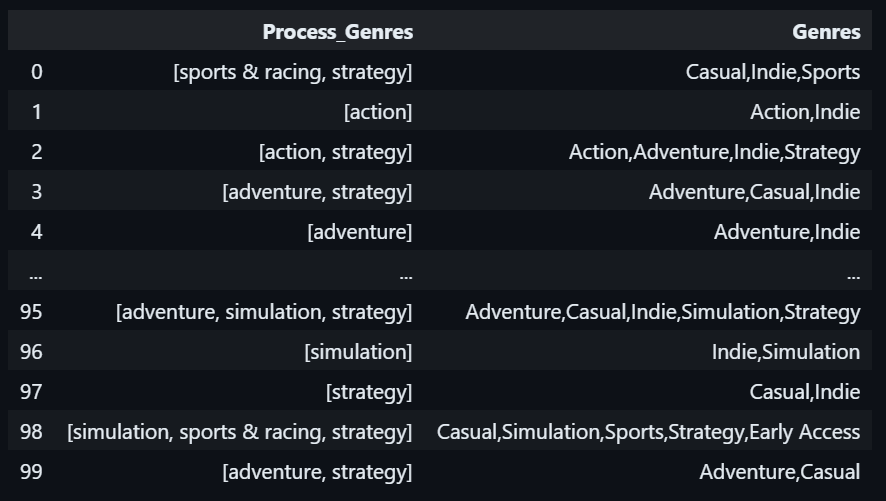 Process_Genres Genres
0 [sports & racing, strategy] Casual,Indie,Sports
1 [action] Action,Indie
2 [action, strategy] Action,Adventure,Indie,Strategy
3 [adventure, strategy] Adventure,Casual,Indie
4 [adventure] Adventure,Indie
... ... ...
95 [adventure, simulation, strategy] Adventure,Casual,Indie,Simulation,Strategy
96 [simulation] Indie,Simulation
97 [strategy] Casual,Indie
98 [simulation, sports & racing, strategy] Casual,Simulation,Sports,Strategy,Early Access
99 [adventure, strategy] Adventure,Casual